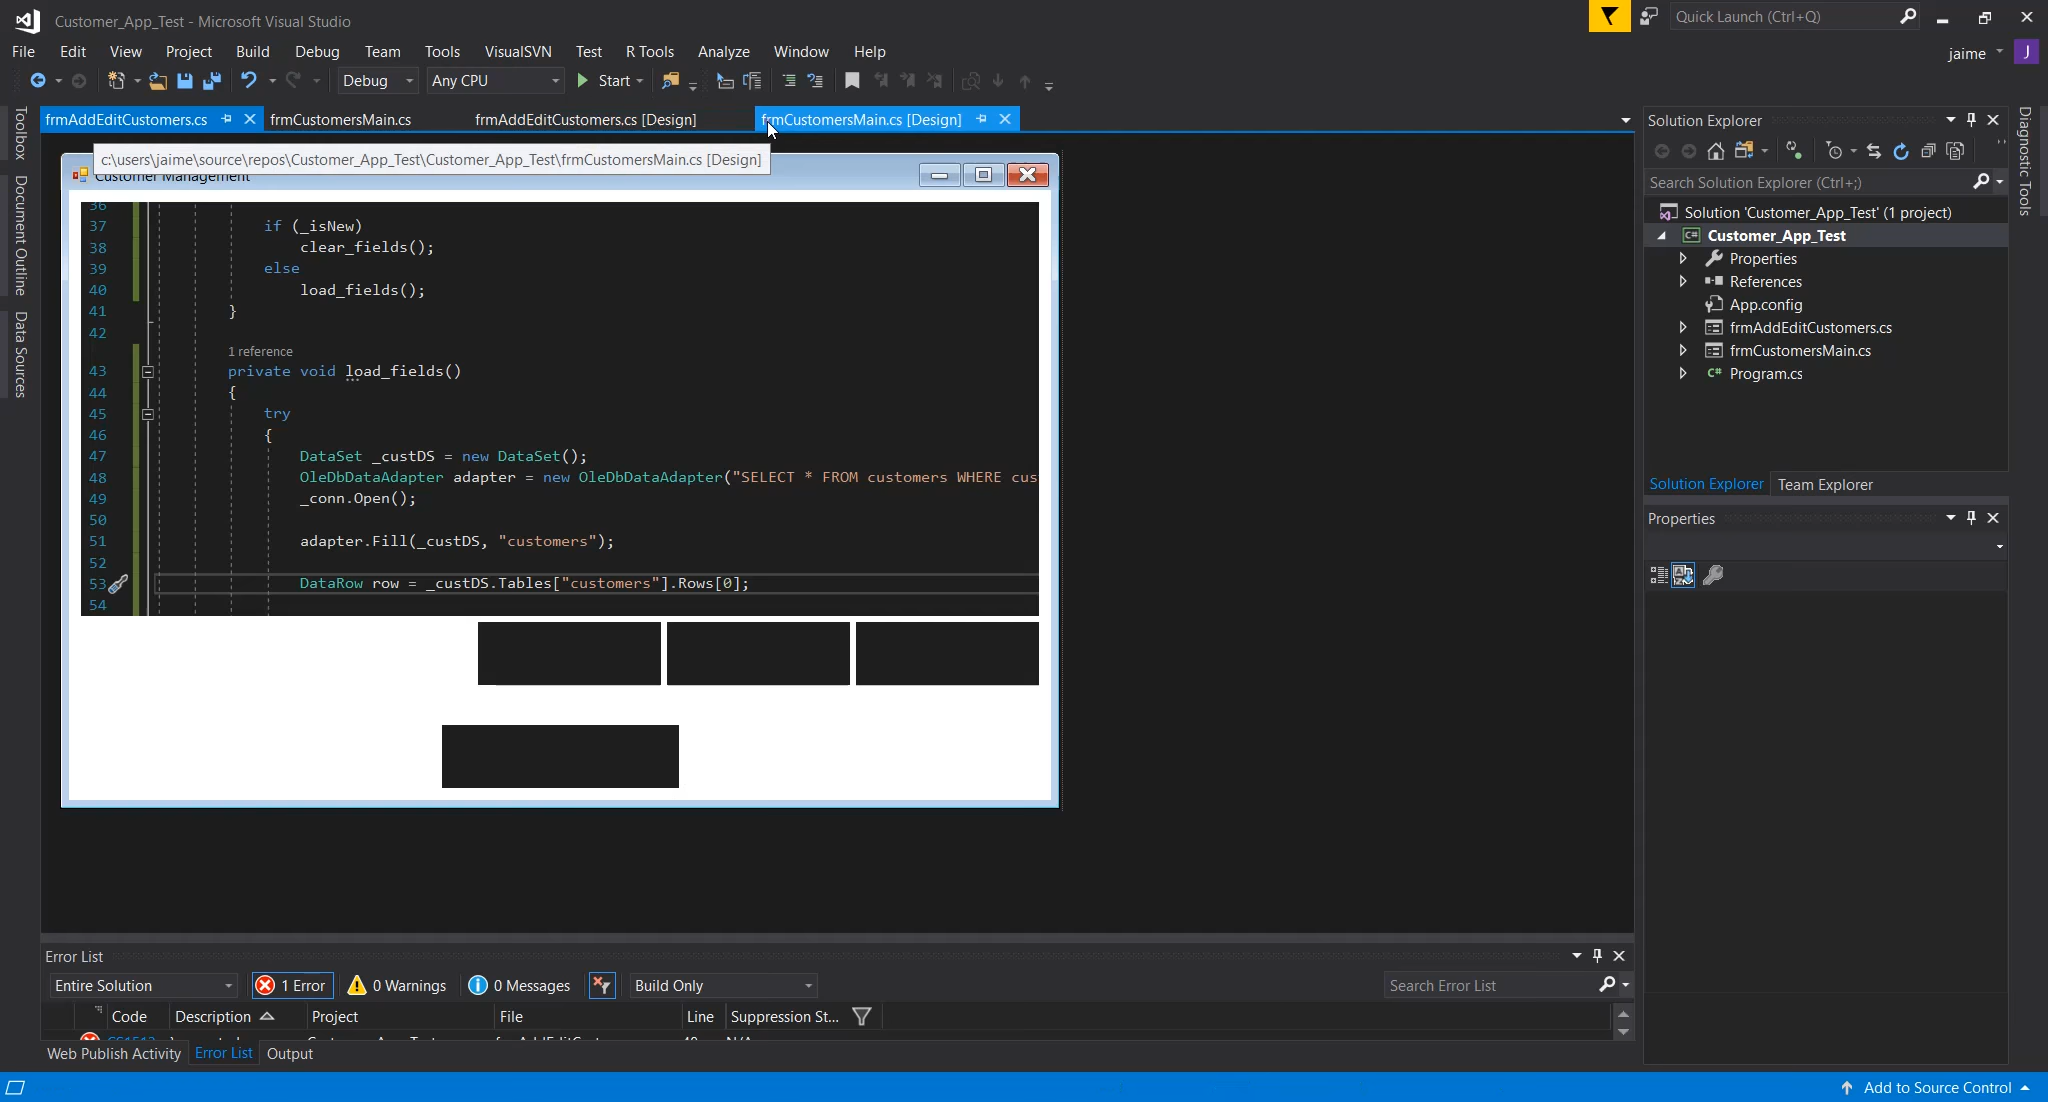 Customer_App_Test - Microsoft Visual Studio
Quick Launch (Ctrl+Q)
File Edit View Project Build Debug Team Tools VisualSVN Test R Tools Analyze Window Help
jaime J
Debug Any CPU Start
Toolbox
Document Outline
Data Sources
frmAddEditCustomers.cs frmCustomersMain.cs frmAddEditCustomers.cs [Design] frmCustomersMain.cs [Design]
c:\users\jaime\source\repos\Customer_App_Test\Customer_App_Test\frmCustomersMain.cs [Design]
Customer Management
36
37 if (_isNew)
38 clear_fields();
39 else
40 load_fields();
41 }
42
1 reference
43 private void load_fields()
44 {
45 try
46 {
47 DataSet _custDS = new DataSet();
48 OleDbDataAdapter adapter = new OleDbDataAdapter("SELECT * FROM customers WHERE cus
49 _conn.Open();
50
51 adapter.Fill(_custDS, "customers");
52
53 DataRow row = _custDS.Tables["customers"].Rows[0];
54
Solution Explorer
Search Solution Explorer (Ctrl+;)
Solution 'Customer_App_Test' (1 project)
C# Customer_App_Test
Properties
References
App.config
frmAddEditCustomers.cs
frmCustomersMain.cs
C# Program.cs
Solution Explorer Team Explorer
Properties
Diagnostic Tools
Error List
Entire Solution 1 Error 0 Warnings 0 Messages Build Only Search Error List
Code Description Project File Line Suppression St...
Web Publish Activity Error List Output
Add to Source Control